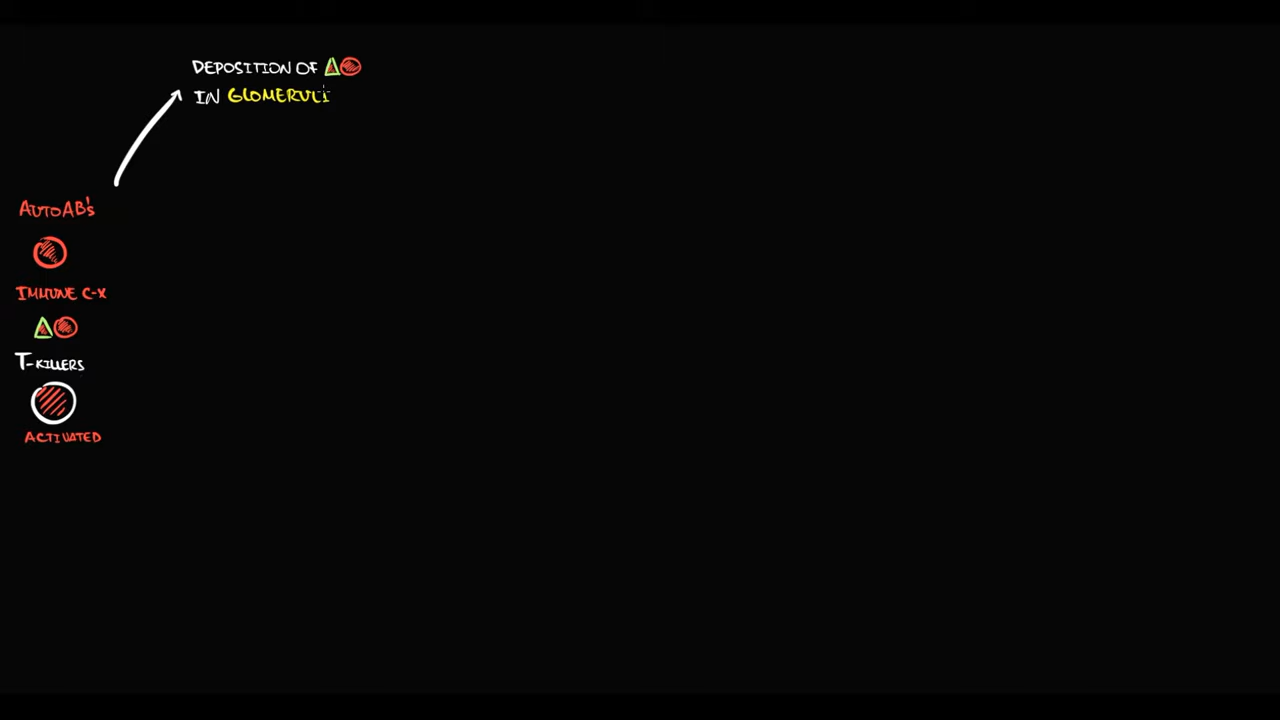 DEPOSITION OF
IN GLOMERULI
AUTOAB'S
IMMUNE C-X
T-KILLERS
ACTIVATED